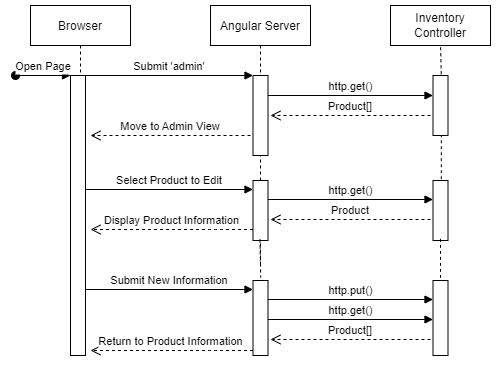 Browser
Angular Server
Inventory
Controller
Open Page
Submit 'admin'
http.get()
Product[]
Move to Admin View
Select Product to Edit
http.get()
Product
Display Product Information
Submit New Information
http.put()
http.get()
Product[]
Return to Product Information